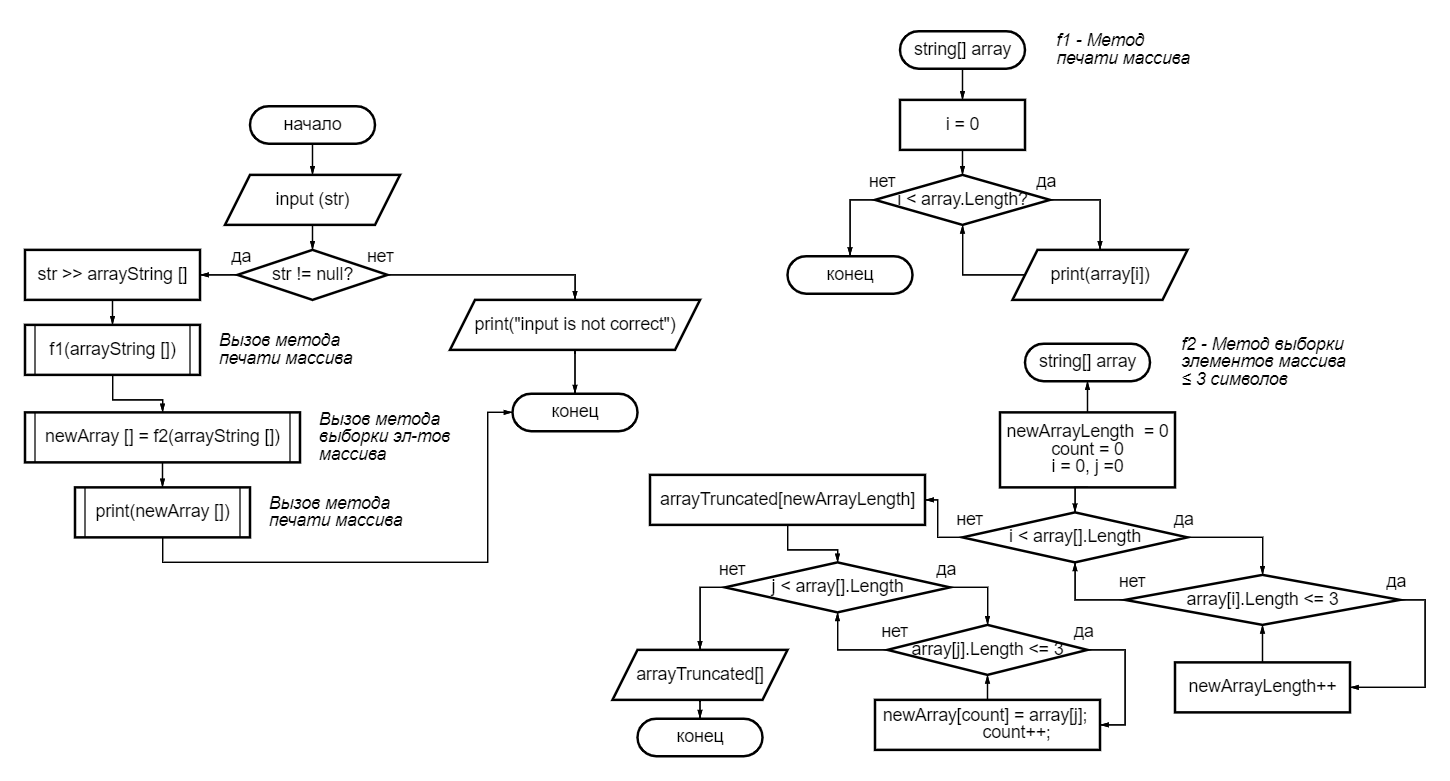 начало
input (str)
да
нет
str != null?
str >> arrayString []
print("input is not correct")
f1(arrayString [])
Вызов метода
печати массива
конец
newArray [] = f2(arrayString [])
Вызов метода
выборки эл-тов
массива
print(newArray [])
Вызов метода
печати массива
string[] array
f1 - Метод
печати массива
i = 0
нет
да
i < array.Length?
конец
print(array[i])
string[] array
f2 - Метод выборки
элементов массива
≤ 3 символов
newArrayLength = 0
count = 0
i = 0, j =0
arrayTruncated[newArrayLength]
нет
да
i < array[].Length
нет
да
array[i].Length <= 3
newArrayLength++
нет
да
j < array[].Length
нет
да
array[j].Length <= 3
arrayTruncated[]
newArray[count] = array[j];
count++;
конец